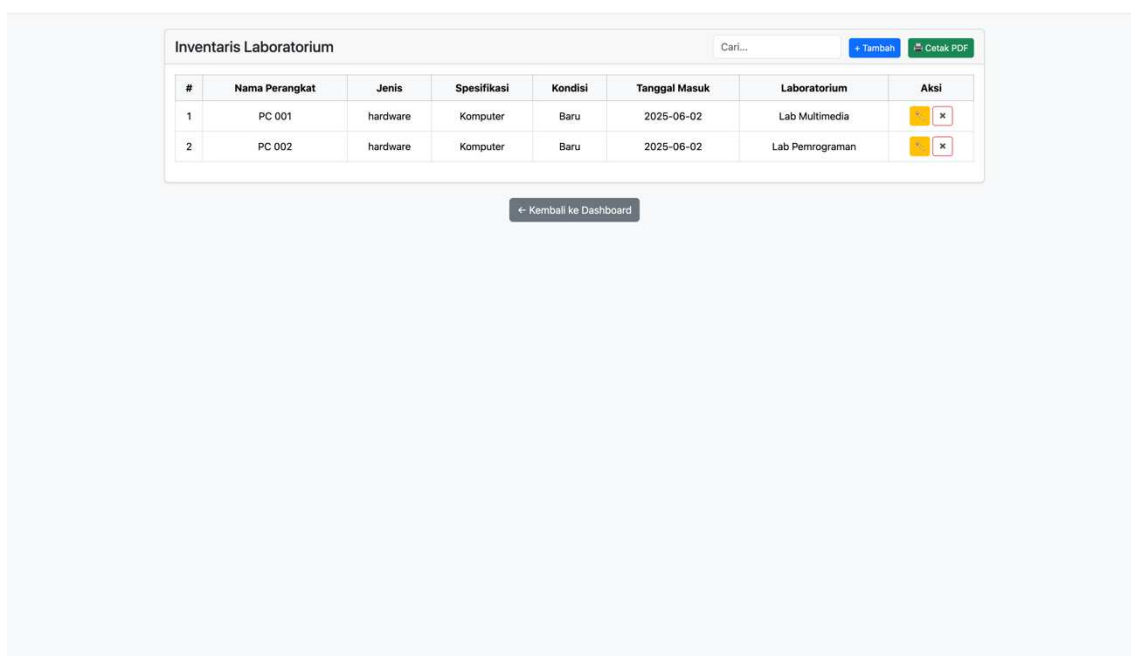 Inventaris Laboratorium Cari... + Tambah Cetak PDF
# Nama Perangkat Jenis Spesifikasi Kondisi Tanggal Masuk Laboratorium Aksi
1 PC 001 hardware Komputer Baru 2025-06-02 Lab Multimedia
2 PC 002 hardware Komputer Baru 2025-06-02 Lab Pemrograman
← Kembali ke Dashboard